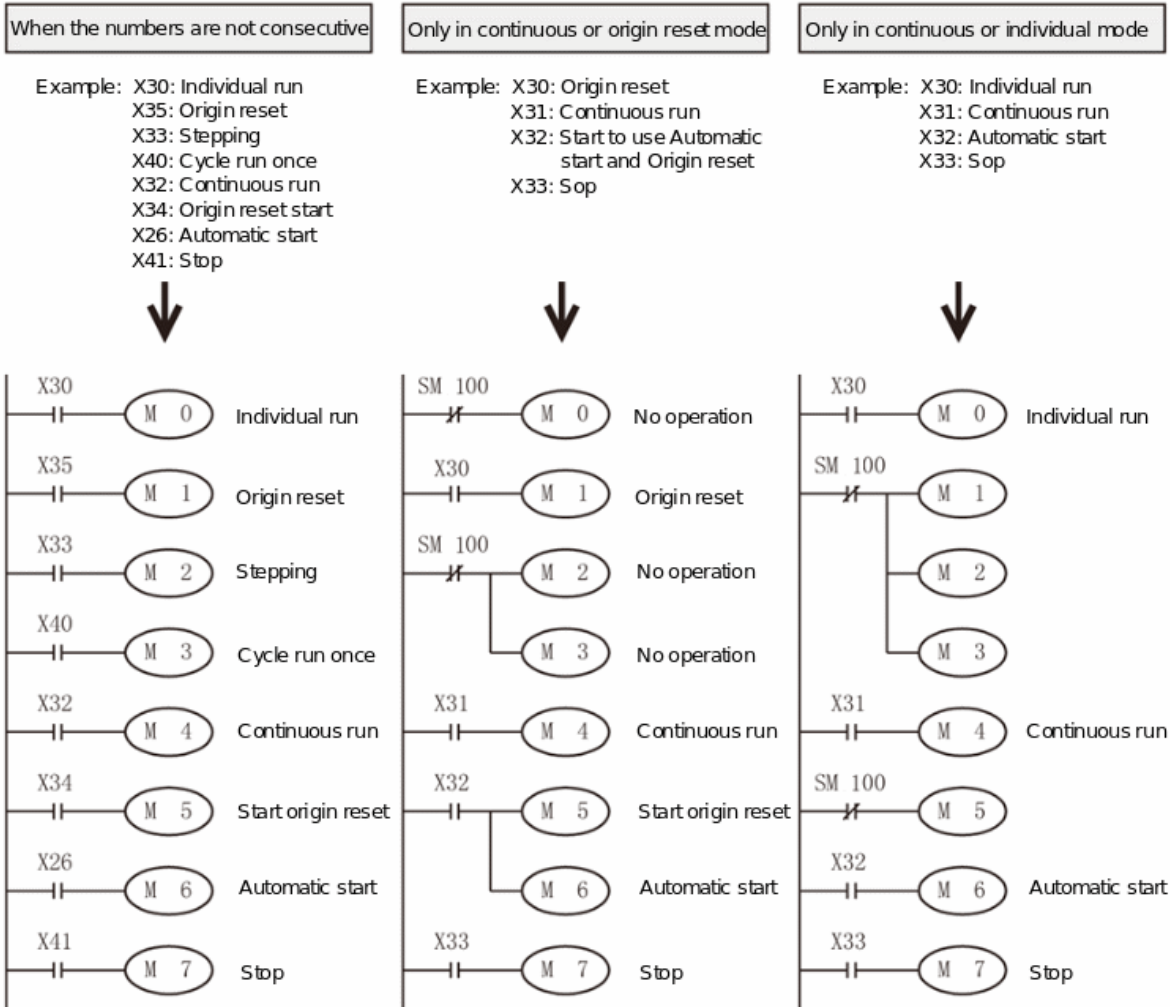 When the numbers are not consecutive
Example: X30: Individual run
X35: Origin reset
X33: Stepping
X40: Cycle run once
X32: Continuous run
X34: Origin reset start
X26: Automatic start
X41: Stop
X30
M 0 Individual run
X35
M 1 Origin reset
X33
M 2 Stepping
X40
M 3 Cycle run once
X32
M 4 Continuous run
X34
M 5 Start origin reset
X26
M 6 Automatic start
X41
M 7 Stop
Only in continuous or origin reset mode
Example: X30: Origin reset
X31: Continuous run
X32: Start to use Automatic
start and Origin reset
X33: Sop
SM 100
M 0 No operation
X30
M 1 Origin reset
SM 100
M 2 No operation
M 3 No operation
X31
M 4 Continuous run
X32
M 5 Start origin reset
M 6 Automatic start
X33
M 7 Stop
Only in continuous or individual mode
Example: X30: Individual run
X31: Continuous run
X32: Automatic start
X33: Sop
X30
M 0 Individual run
SM 100
M 1
M 2
M 3
X31
M 4 Continuous run
SM 100
M 5
X32
M 6 Automatic start
X33
M 7 Stop